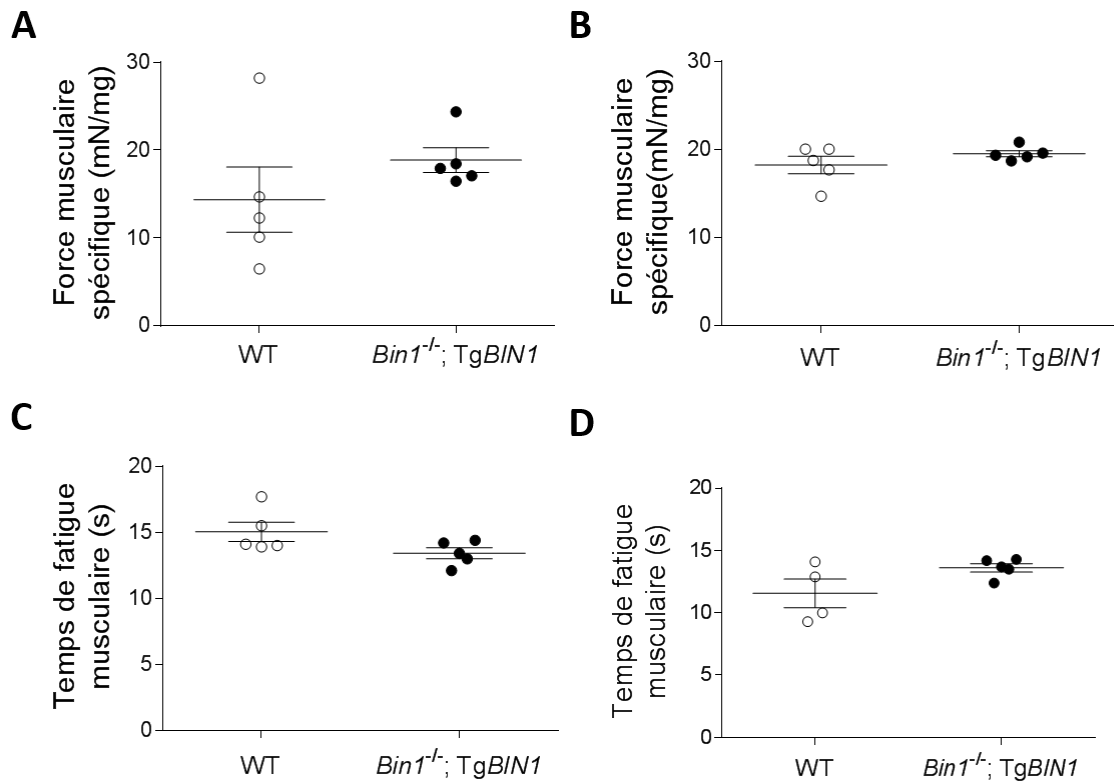 A
Force musculaire
spécifique (mN/mg)
30
20
10
0
WT
Bin1-/-; TgBIN1
B
Force musculaire
spécifique(mN/mg)
30
20
10
0
WT
Bin1-/-; TgBIN1
C
Temps de fatigue
musculaire (s)
20
15
10
5
0
WT
Bin1-/-; TgBIN1
D
Temps de fatigue
musculaire (s)
20
15
10
5
0
WT
Bin1-/-; TgBIN1